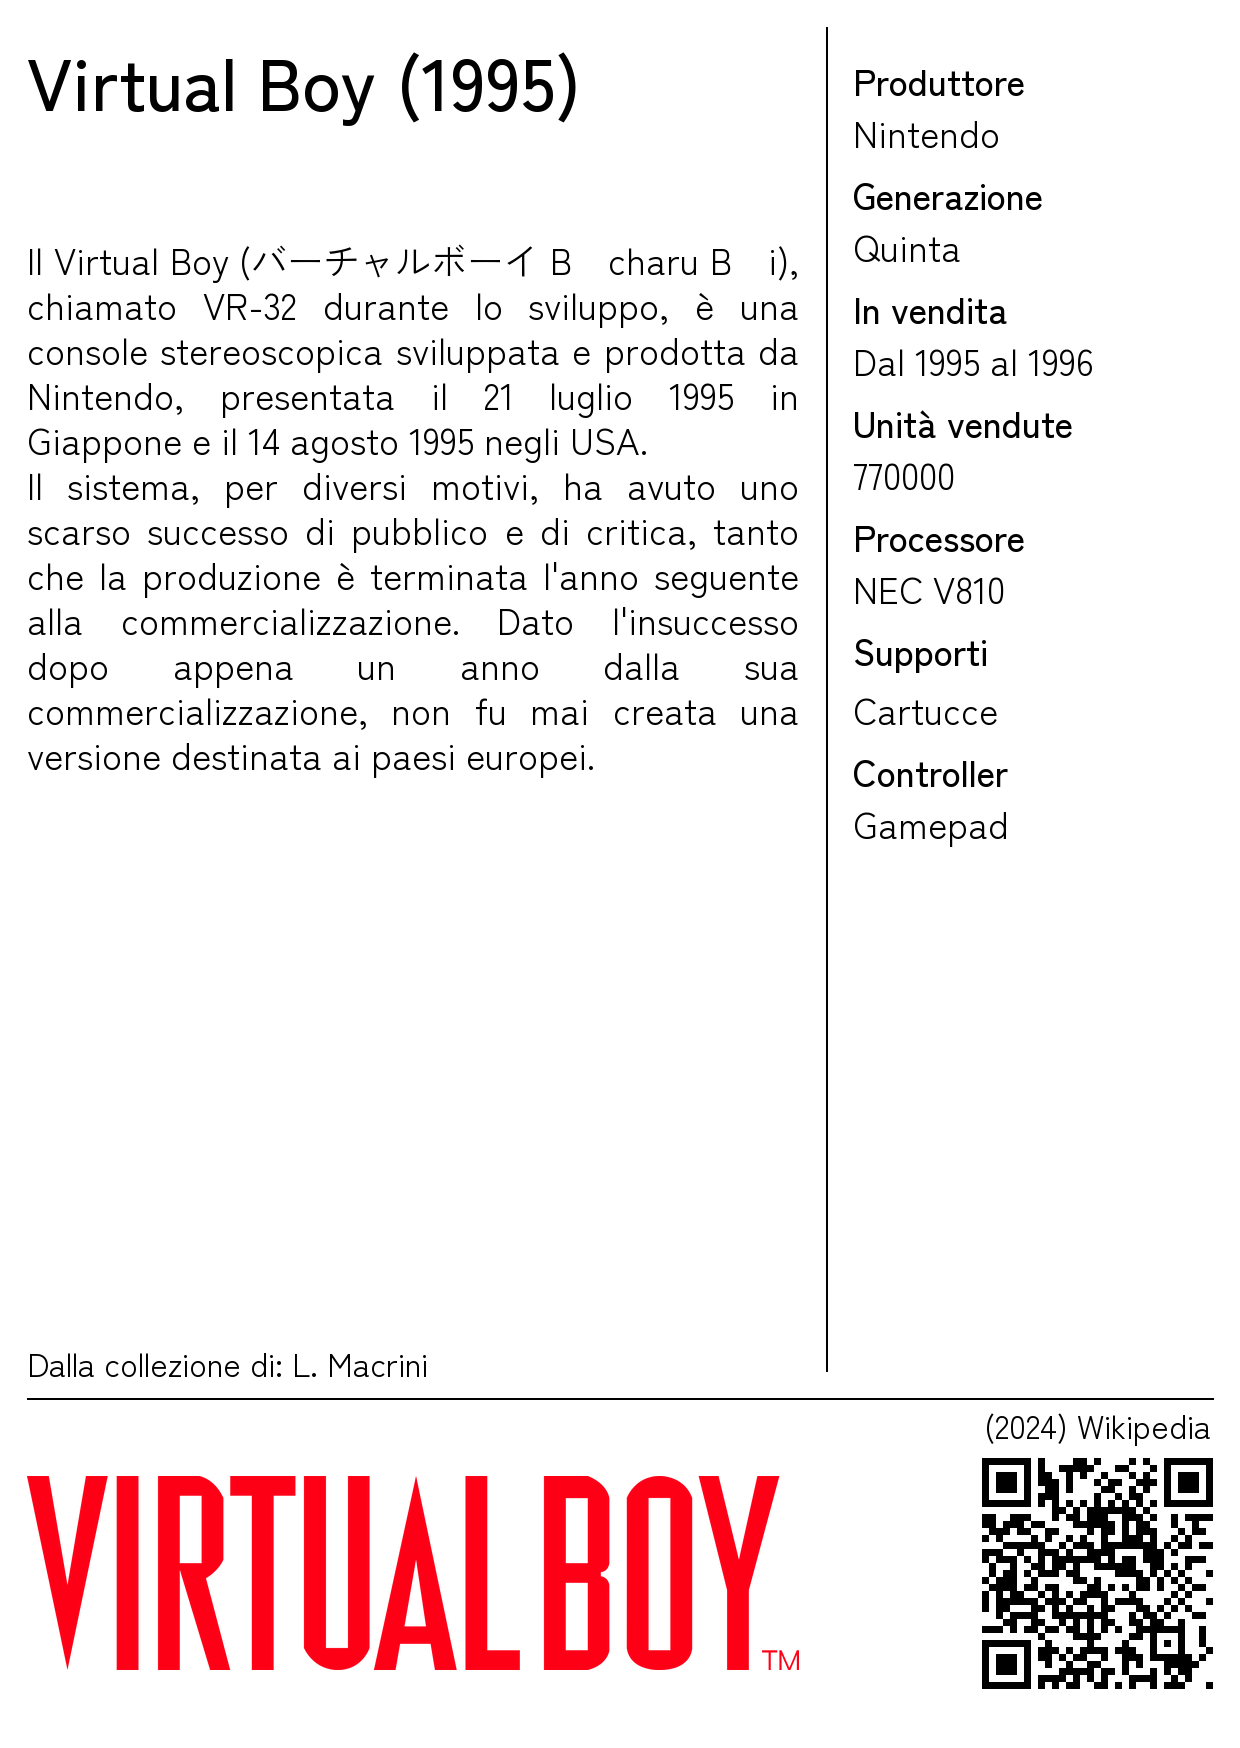 Virtual Boy (1995)
Il Virtual Boy (バーチャルボーイ B charu B i),
chiamato VR-32 durante lo sviluppo, è una
console stereoscopica sviluppata e prodotta da
Nintendo, presentata il 21 luglio 1995 in
Giappone e il 14 agosto 1995 negli USA.
Il sistema, per diversi motivi, ha avuto uno
scarso successo di pubblico e di critica, tanto
che la produzione è terminata l'anno seguente
alla commercializzazione. Dato l'insuccesso
dopo appena un anno dalla sua
commercializzazione, non fu mai creata una
versione destinata ai paesi europei.
Dalla collezione di: L. Macrini
Produttore
Nintendo
Generazione
Quinta
In vendita
Dal 1995 al 1996
Unità vendute
770000
Processore
NEC V810
Supporti
Cartucce
Controller
Gamepad
(2024) Wikipedia
VIRTUAL BOY TM